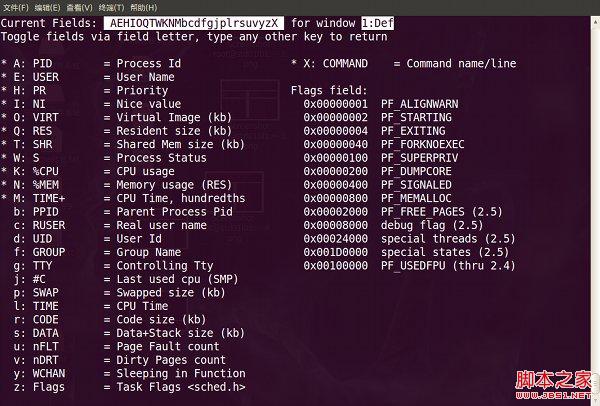 文件(F) 编辑(E) 查看(V) 终端(T) 帮助(H)
Current Fields: AEHIOQTWKNMbcdfgjplrsuvyzX for window 1:Def
Toggle fields via field letter, type any other key to return
* A: PID = Process Id
* E: USER = User Name
* H: PR = Priority
* I: NI = Nice value
* O: VIRT = Virtual Image (kb)
* Q: RES = Resident size (kb)
* T: SHR = Shared Mem size (kb)
* W: S = Process Status
* K: %CPU = CPU usage
* N: %MEM = Memory usage (RES)
* M: TIME+ = CPU Time, hundredths
b: PPID = Parent Process Pid
c: RUSER = Real user name
d: UID = User Id
f: GROUP = Group Name
g: TTY = Controlling Tty
j: #C = Last used cpu (SMP)
p: SWAP = Swapped size (kb)
l: TIME = CPU Time
r: CODE = Code size (kb)
s: DATA = Data+Stack size (kb)
u: nFLT = Page Fault count
v: nDRT = Dirty Pages count
y: WCHAN = Sleeping in Function
z: Flags = Task Flags <sched.h>
* X: COMMAND = Command name/line
Flags field:
0x00000001 PF_ALIGNWARN
0x00000002 PF_STARTING
0x00000004 PF_EXITING
0x00000040 PF_FORKNOEXEC
0x00000100 PF_SUPERPRIV
0x00000200 PF_DUMPCORE
0x00000400 PF_SIGNALED
0x00000800 PF_MEMALLOC
0x00002000 PF_FREE_PAGES (2.5)
0x00008000 debug flag (2.5)
0x00024000 special threads (2.5)
0x001D0000 special states (2.5)
0x00100000 PF_USEDFPU (thru 2.4)
脚本之家
www.JB51.NET